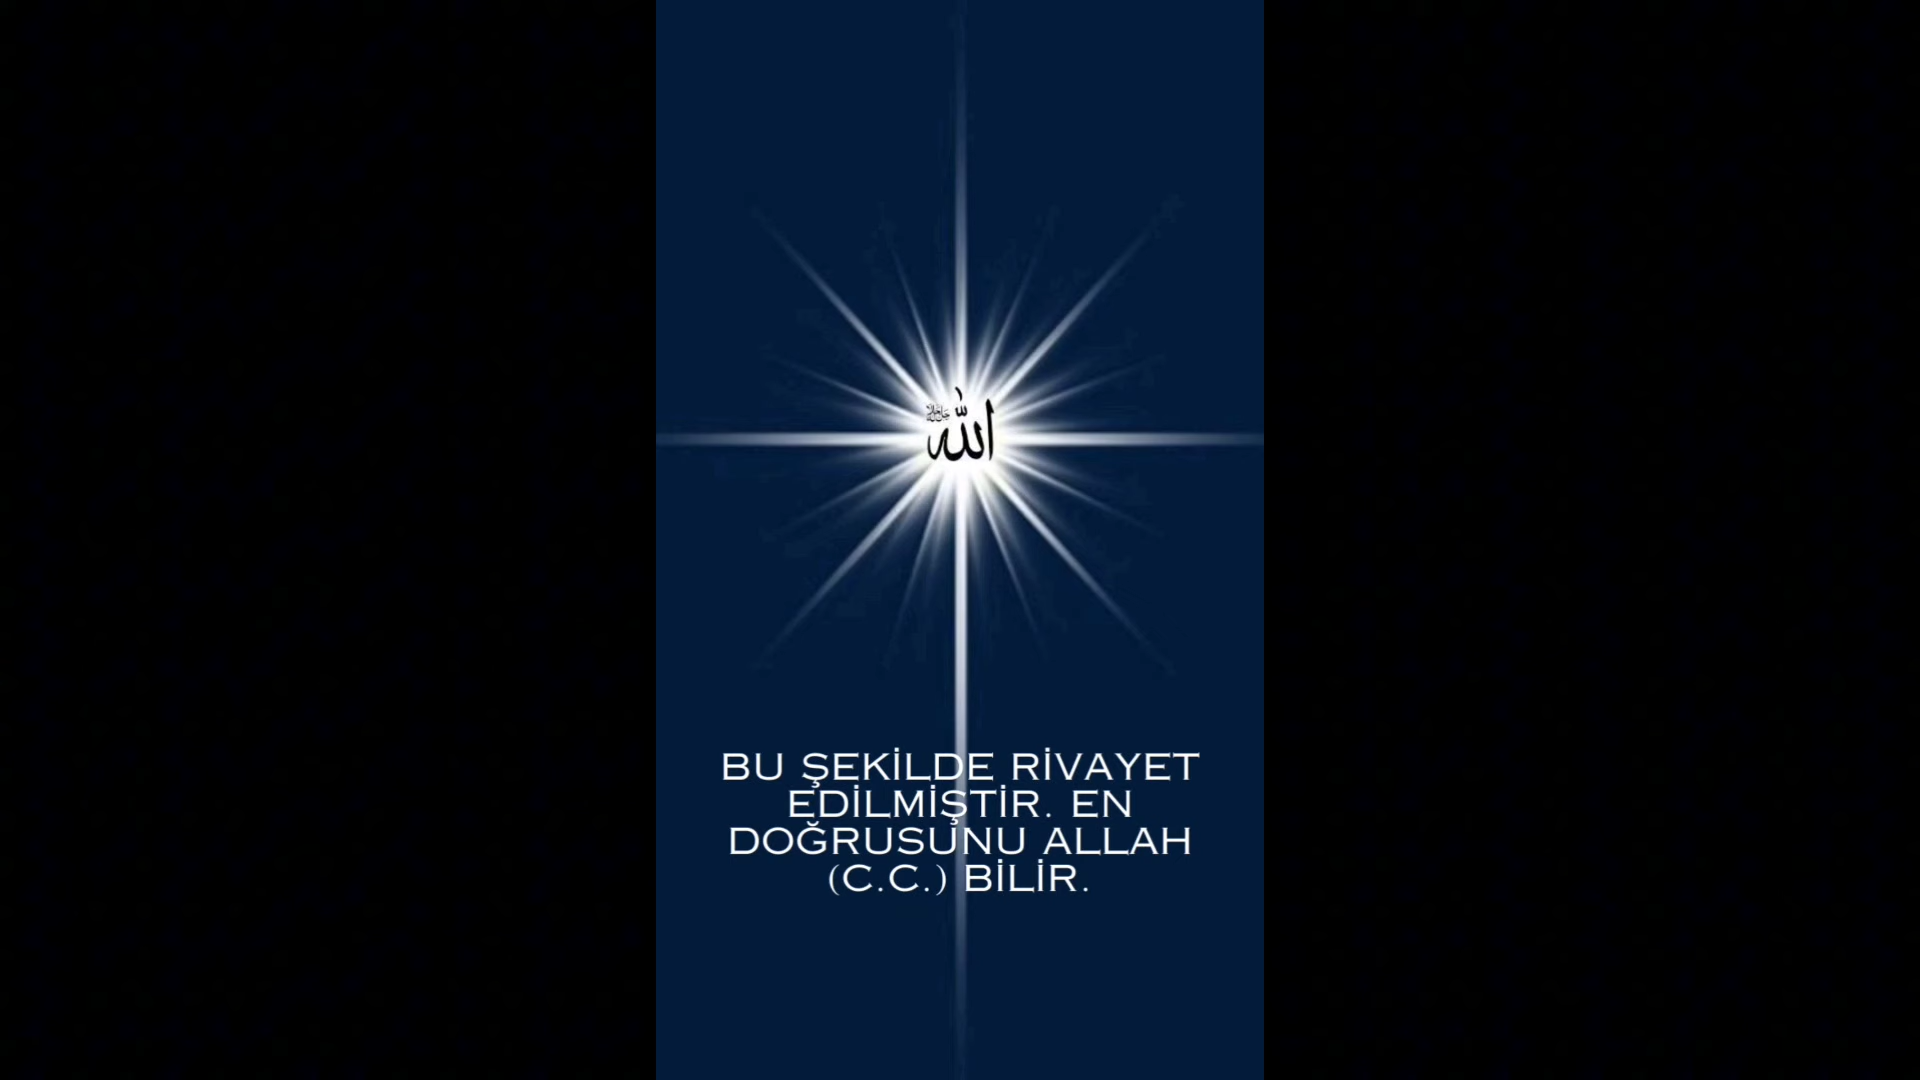 الله
جل جلاله
BU ŞEKİLDE RİVAYET
EDİLMİŞTİR. EN
DOĞRUSUNU ALLAH
(C.C.) BİLİR.